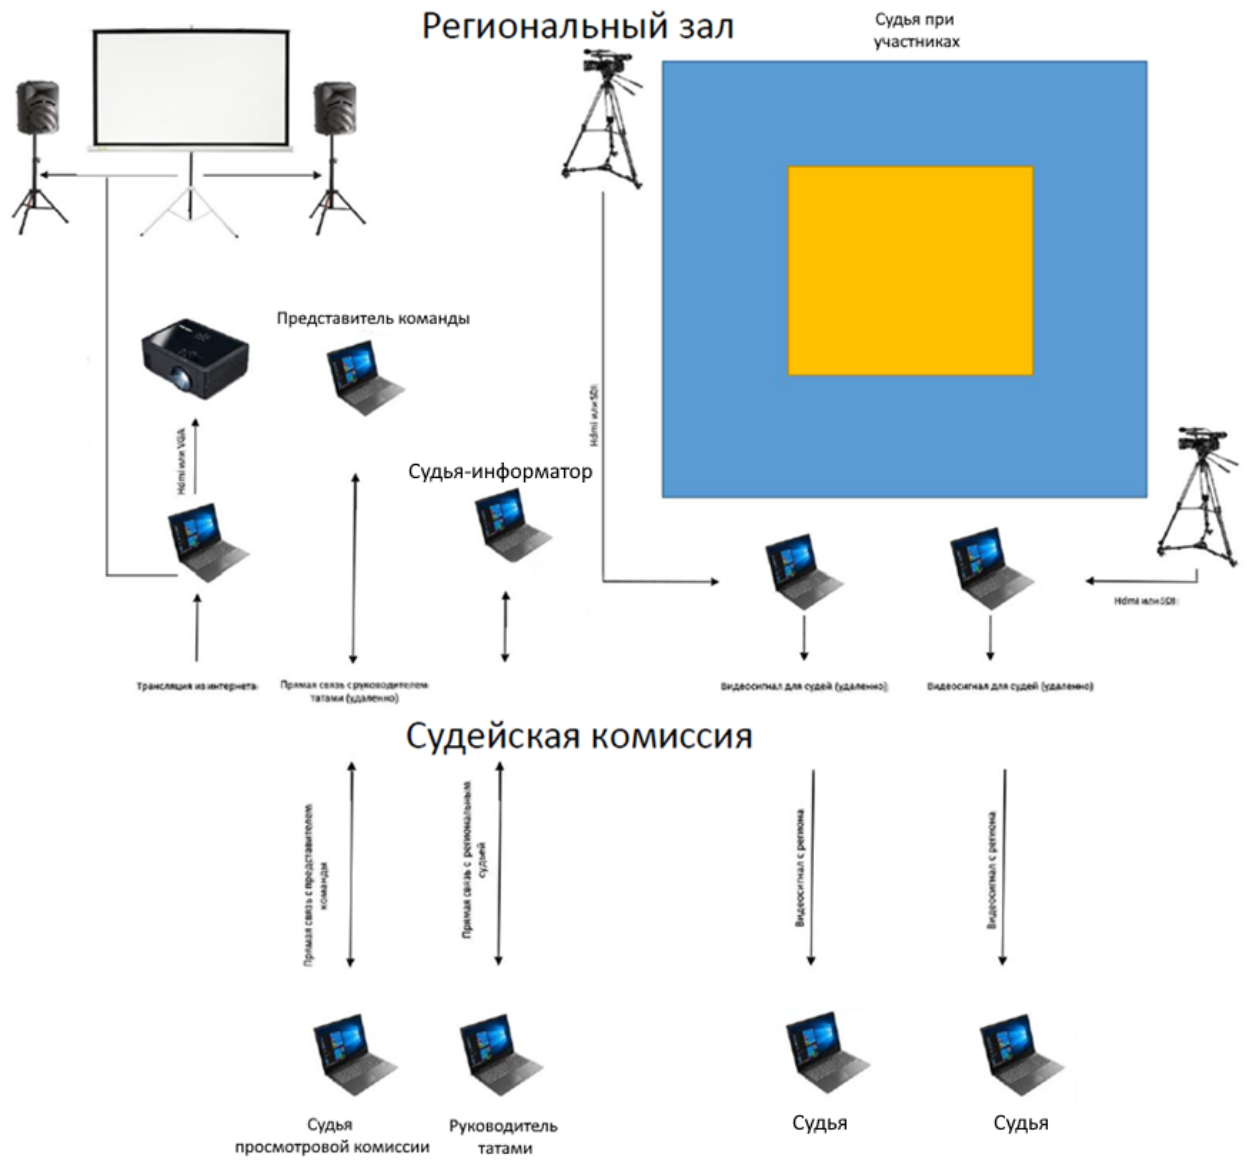 Региональный зал
Судья при
участниках
Представитель команды
Hdmi или SDI
Hdmi или VGA
Судья-информатор
Hdmi или SDI
Трансляция из интернета
Прямая связь с руководителем
татами (удаленно)
Видеосигнал для судей (удаленно)
Видеосигнал для судей (удаленно)
Судейская комиссия
Прямая связь с представителем
команды
Прямая связь с региональным
судьей
Видеосигнал с региона
Видеосигнал с региона
Судья
просмотровой комиссии
Руководитель
татами
Судья
Судья